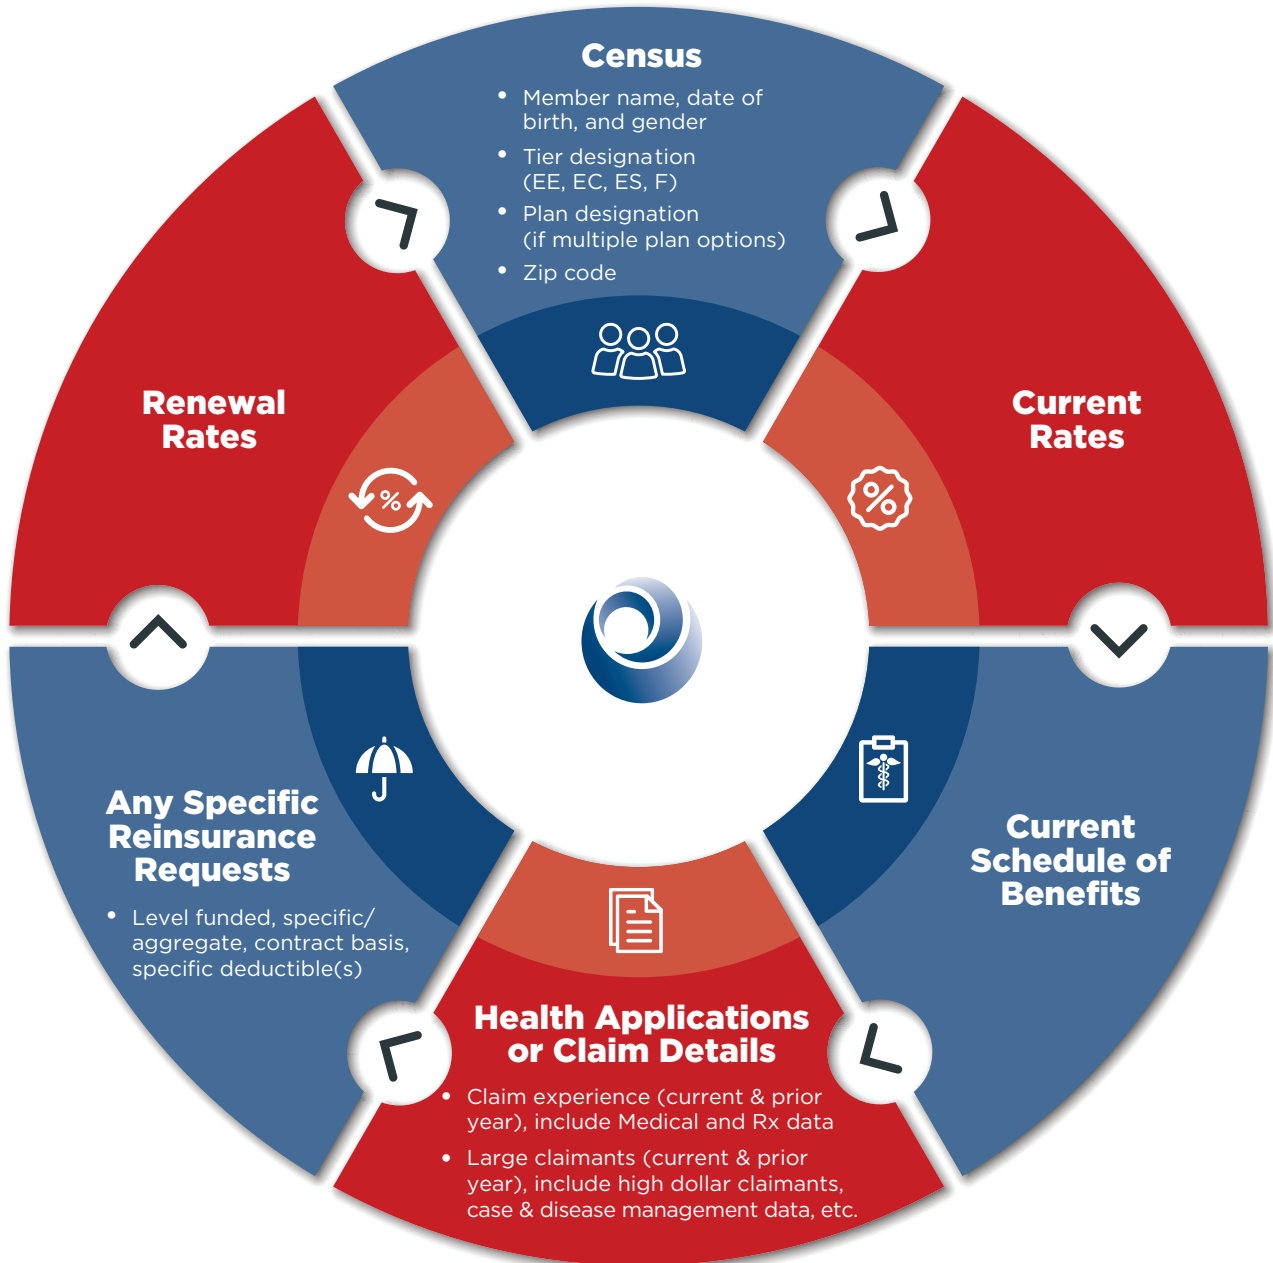 Census
• Member name, date of
birth, and gender
• Tier designation
(EE, EC, ES, F)
• Plan designation
(if multiple plan options)
• Zip code
Current
Rates
%
Current
Schedule of
Benefits
Health Applications
or Claim Details
• Claim experience (current & prior
year), include Medical and Rx data
• Large claimants (current & prior
year), include high dollar claimants,
case & disease management data, etc.
Any Specific
Reinsurance
Requests
• Level funded, specific/
aggregate, contract basis,
specific deductible(s)
Renewal
Rates
%